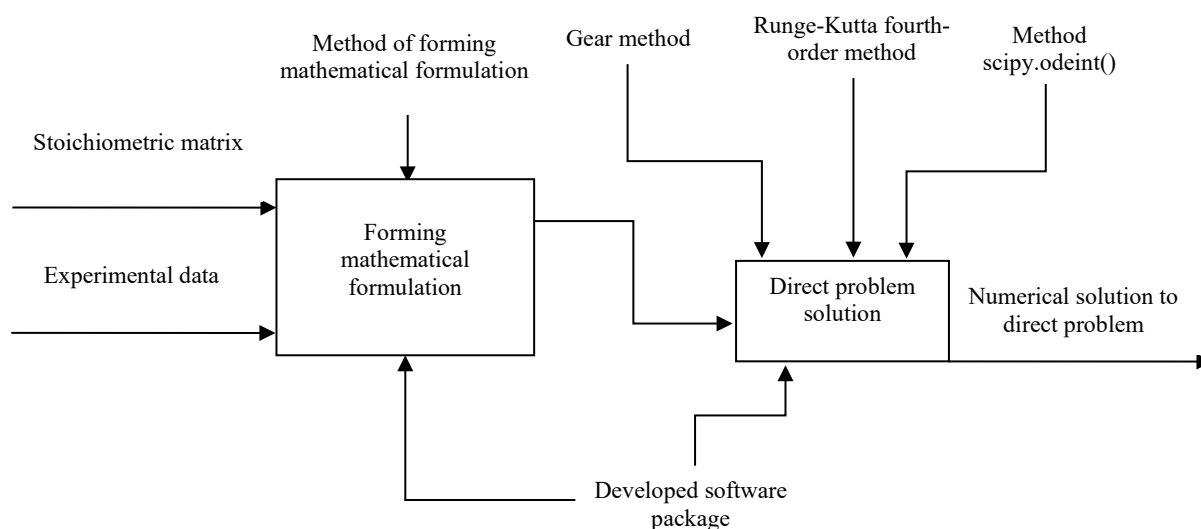 Method of forming
mathematical formulation
Gear method
Runge-Kutta fourth-
order method
Method
scipy.odeint()
Stoichiometric matrix
Experimental data
Forming
mathematical
formulation
Direct problem
solution
Numerical solution to
direct problem
Developed software
package